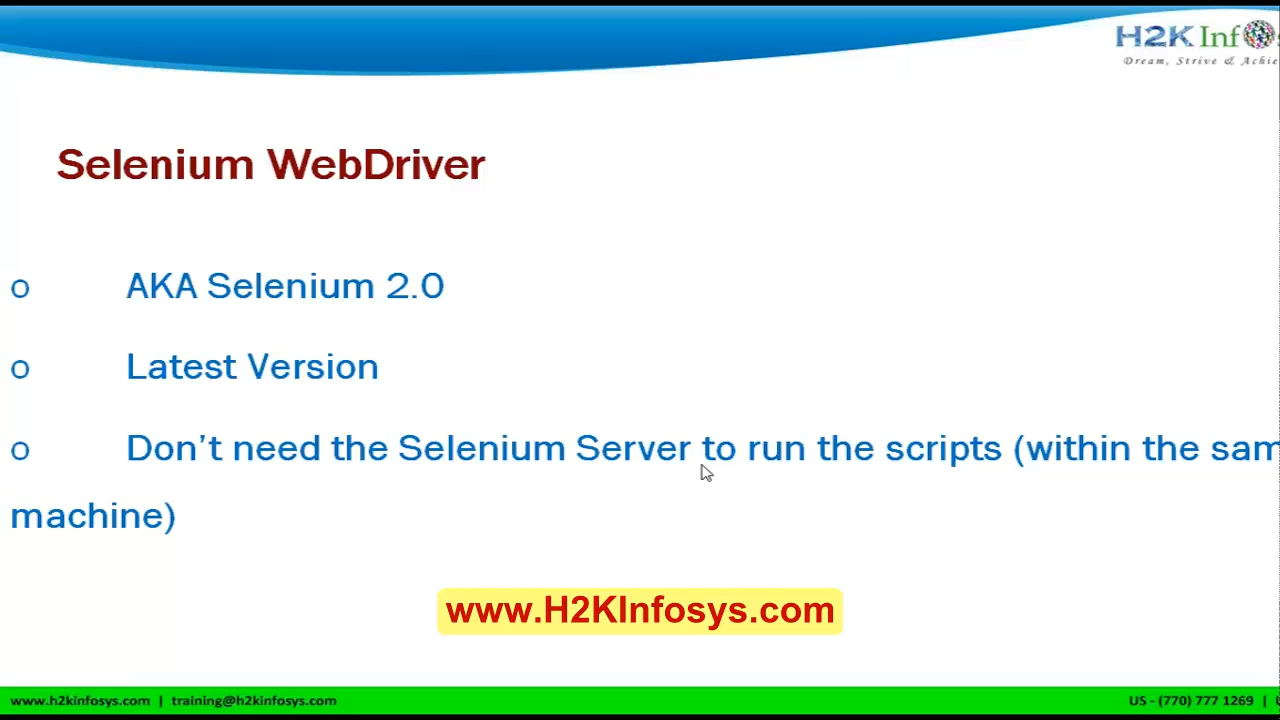 H2K Inf
Dream, Strive & Achie
Selenium WebDriver
o AKA Selenium 2.0
o Latest Version
o Don't need the Selenium Server to run the scripts (within the sam
machine)
www.H2KInfosys.com
www.h2kinfosys.com | training@h2kinfosys.com
US - (770) 777 1269 |